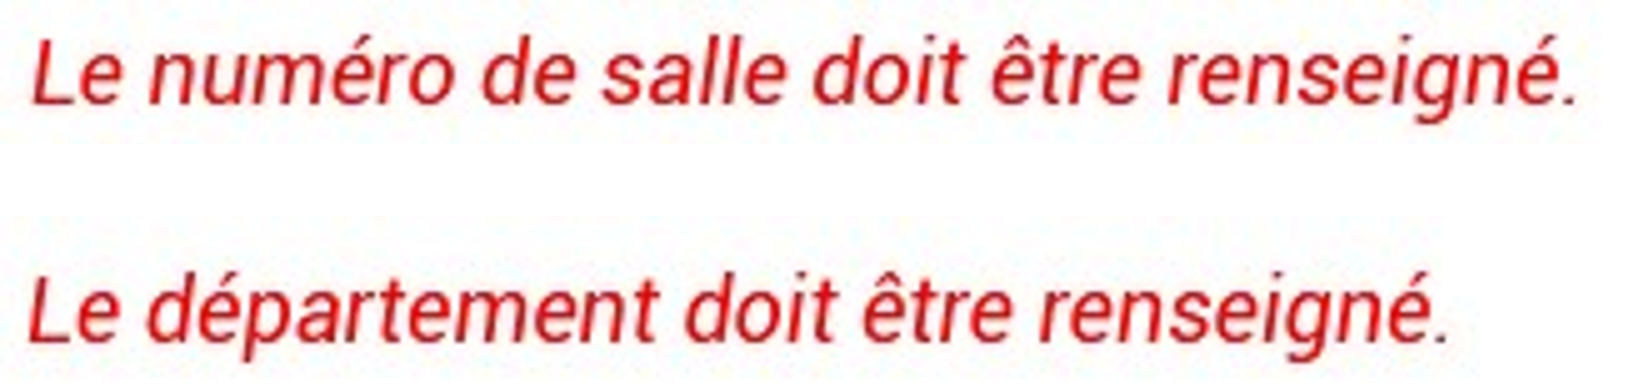 Le numéro de salle doit être renseigné.
Le département doit être renseigné.